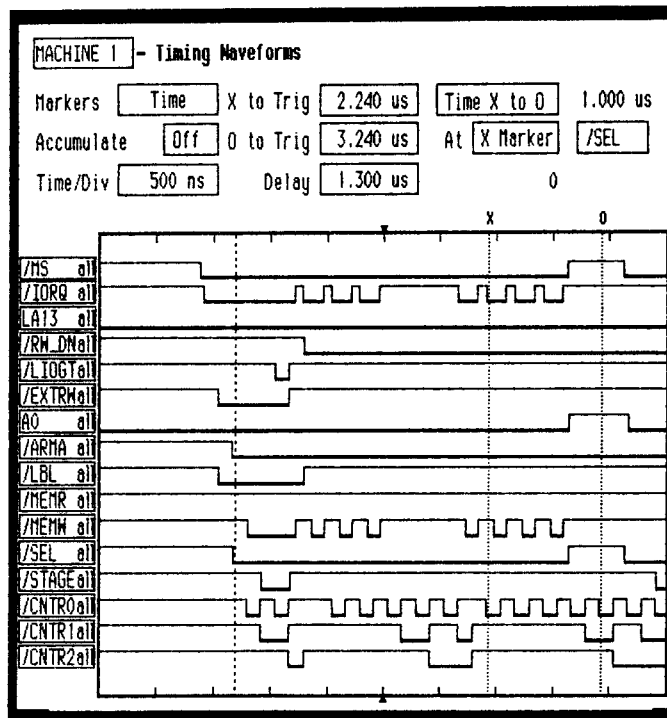 MACHINE 1 - Timing Waveforms
Markers Time X to Trig 2.240 us Time X to O 1.000 us
Accumulate Off O to Trig 3.240 us At X Marker /SEL
Time/Div 500 ns Delay 1.300 us 0
X O
/MS all
/IORQ all
LA13 all
/RW_DNall
/LIOGTall
/EXTRWall
A0 all
/ARMA all
/LBL all
/MEMR all
/MEMW all
/SEL all
/STAGEall
/CNTR0all
/CNTR1all
/CNTR2all